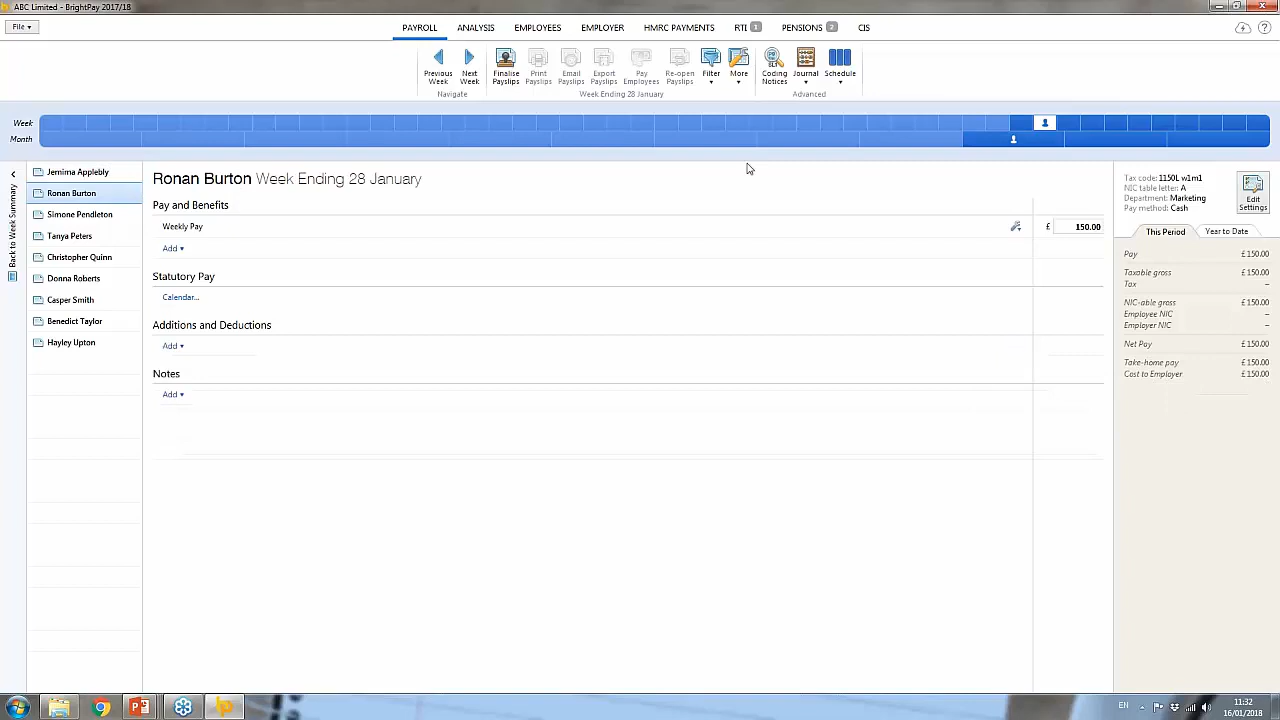 ABC Limited - BrightPay 2017/18
File
PAYROLL ANALYSIS EMPLOYEES EMPLOYER HMRC PAYMENTS RTI 1 PENSIONS 2 CIS
Previous Week
Next Week
Finalise Payslips
Print Payslips
Email Payslips
Export Payslips
Pay Employees
Re-open Payslips
Filter
More
Coding Notices
Journal
Schedule
Navigate
Week Ending 28 January
Advanced
Week
Month
Back to Week Summary
Jemima Appleby
Ronan Burton
Simone Pendleton
Tanya Peters
Christopher Quinn
Donna Roberts
Casper Smith
Benedict Taylor
Hayley Upton
Ronan Burton Week Ending 28 January
Pay and Benefits
Weekly Pay £ 150.00
Add
Statutory Pay
Calendar...
Additions and Deductions
Add
Notes
Add
Tax code: 1150L w1m1
NIC table letter: A
Department: Marketing
Pay method: Cash
Edit Settings
This Period Year to Date
Pay £150.00
Taxable gross £150.00
Tax –
NIC-able gross £150.00
Employee NIC –
Employer NIC –
Net Pay £150.00
Take-home pay £150.00
Cost to Employer £150.00
EN
11:32
16/01/2018